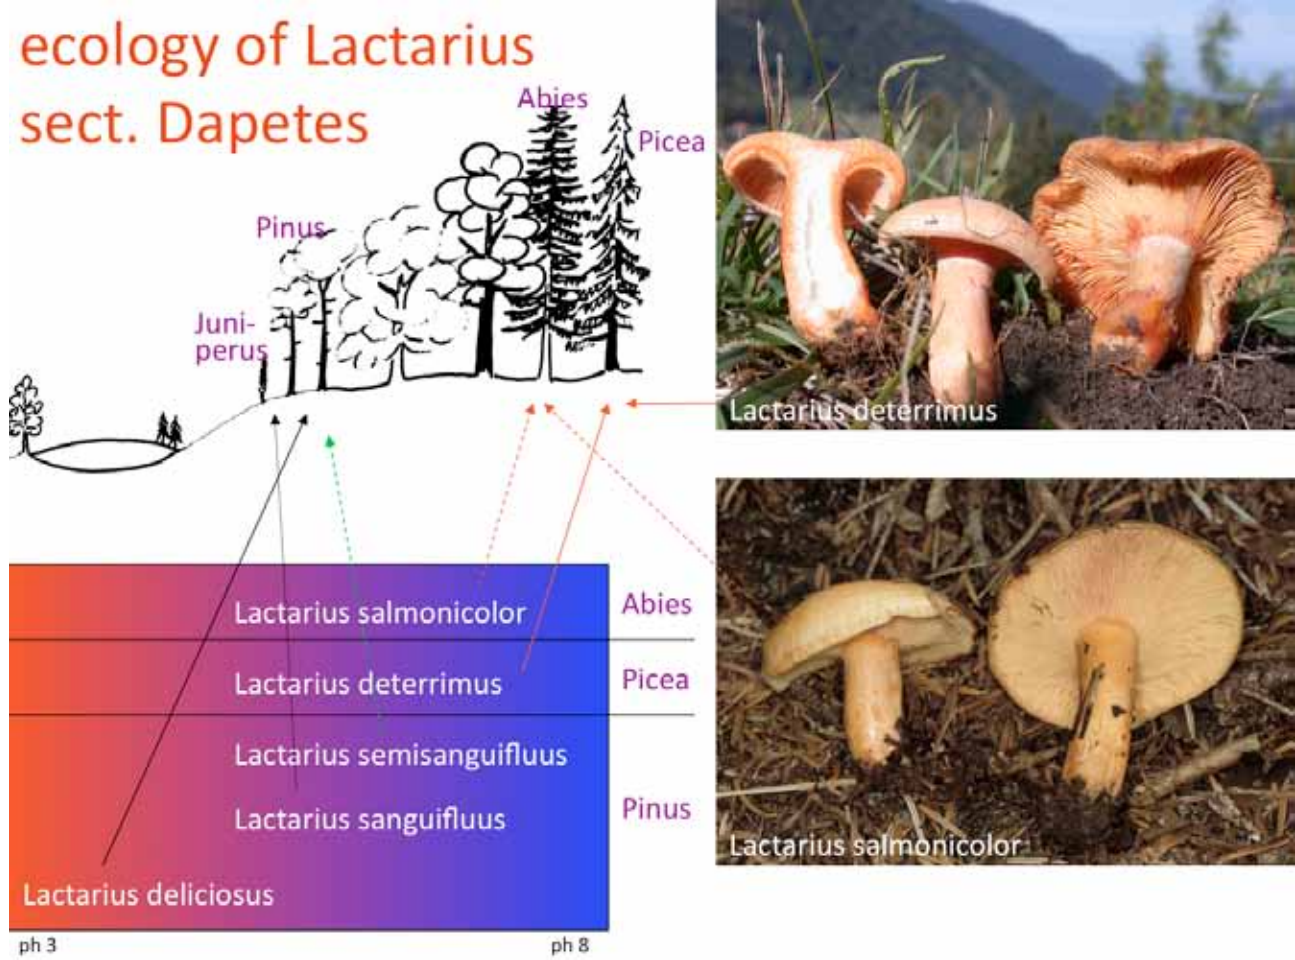 ecology of Lactarius
sect. Dapetes
Abies
Picea
Pinus
Juni-
perus
Lactarius deterrimus
Lactarius salmonicolor
Abies
Lactarius deterrimus
Picea
Lactarius semisanguifluus
Lactarius sanguifluus
Pinus
Lactarius deliciosus
ph 3
ph 8
Lactarius salmonicolor